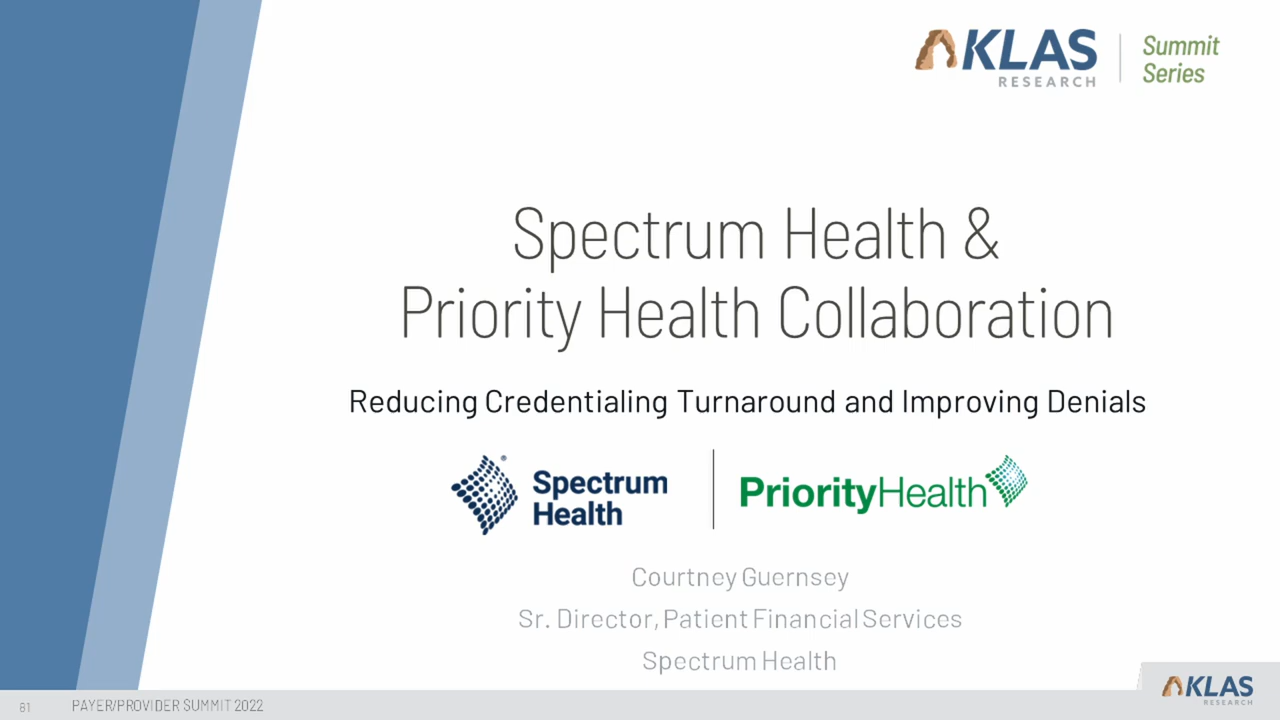 KLAS
RESEARCH
Summit
Series
Spectrum Health &
Priority Health Collaboration
Reducing Credentialing Turnaround and Improving Denials
Spectrum
Health
PriorityHealth
Courtney Guernsey
Sr. Director, Patient Financial Services
Spectrum Health
81
PAYER/PROVIDER SUMMIT 2022
KLAS
RESEARCH